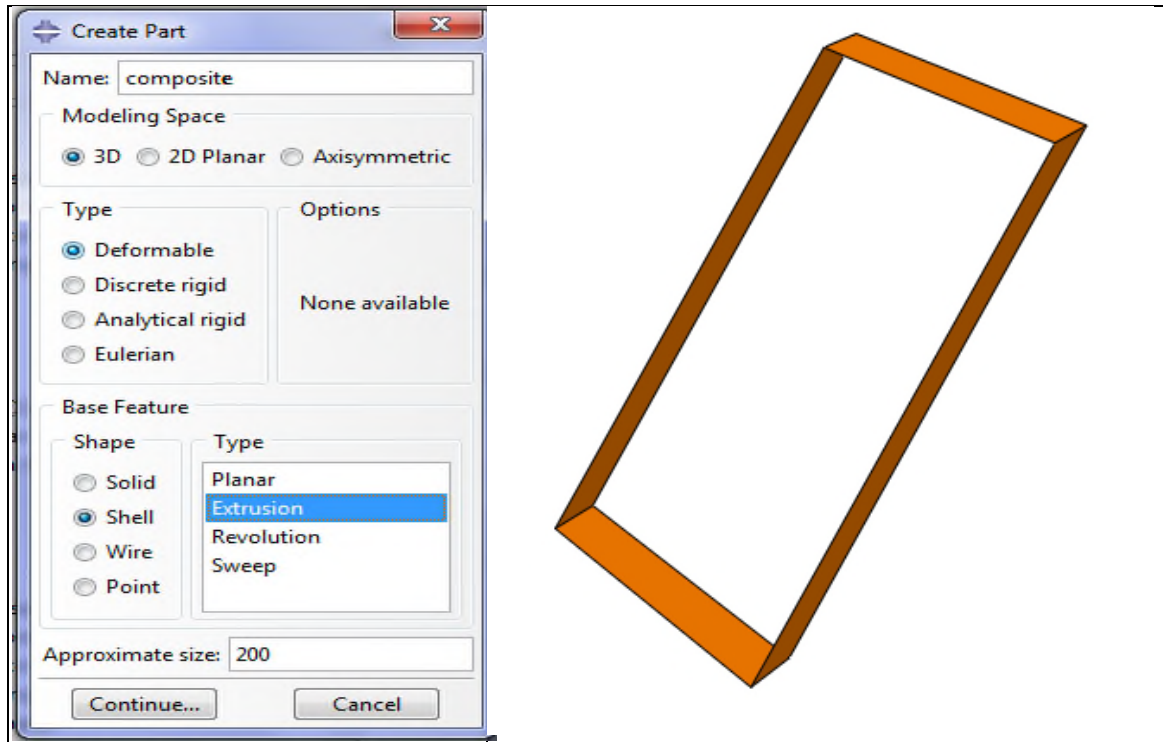 Create Part
Name: composite
Modeling Space
3D 2D Planar Axisymmetric
Type
Deformable
Discrete rigid
Analytical rigid
Eulerian
Options
None available
Base Feature
Shape
Solid
Shell
Wire
Point
Type
Planar
Extrusion
Revolution
Sweep
Approximate size: 200
Continue... Cancel